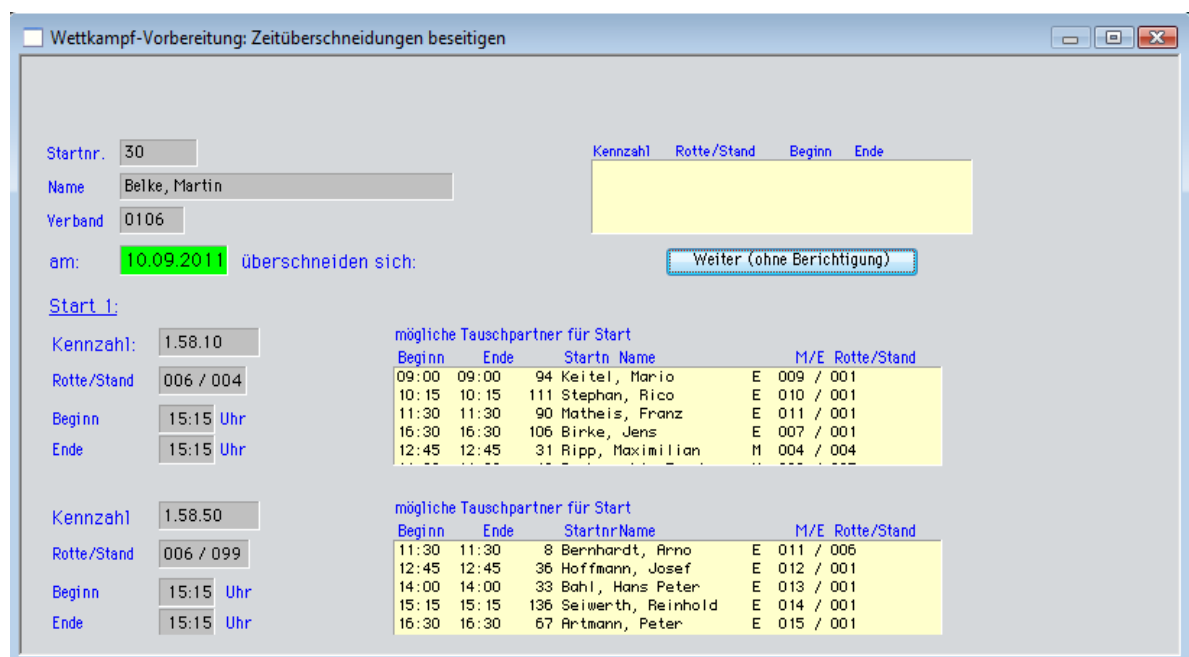 Wettkampf-Vorbereitung: Zeitüberschneidungen beseitigen
Startnr. 30
Name Belke, Martin
Verband 0106
Kennzahl Rotte/Stand Beginn Ende
am: 10.09.2011 überschneiden sich:
Weiter (ohne Berichtigung)
Start 1:
Kennzahl: 1.58.10
Rotte/Stand 006 / 004
Beginn 15:15 Uhr
Ende 15:15 Uhr
mögliche Tauschpartner für Start
Beginn Ende Startn Name M/E Rotte/Stand
09:00 09:00 94 Keitel, Mario E 009 / 001
10:15 10:15 111 Stephan, Rico E 010 / 001
11:30 11:30 90 Matheis, Franz E 011 / 001
16:30 16:30 106 Birke, Jens E 007 / 001
12:45 12:45 31 Ripp, Maximilian M 004 / 004
Kennzahl 1.58.50
Rotte/Stand 006 / 099
Beginn 15:15 Uhr
Ende 15:15 Uhr
mögliche Tauschpartner für Start
Beginn Ende StartnrName M/E Rotte/Stand
11:30 11:30 8 Bernhardt, Arno E 011 / 006
12:45 12:45 36 Hoffmann, Josef E 012 / 001
14:00 14:00 33 Bahl, Hans Peter E 013 / 001
15:15 15:15 136 Seiwerth, Reinhold E 014 / 001
16:30 16:30 67 Artmann, Peter E 015 / 001